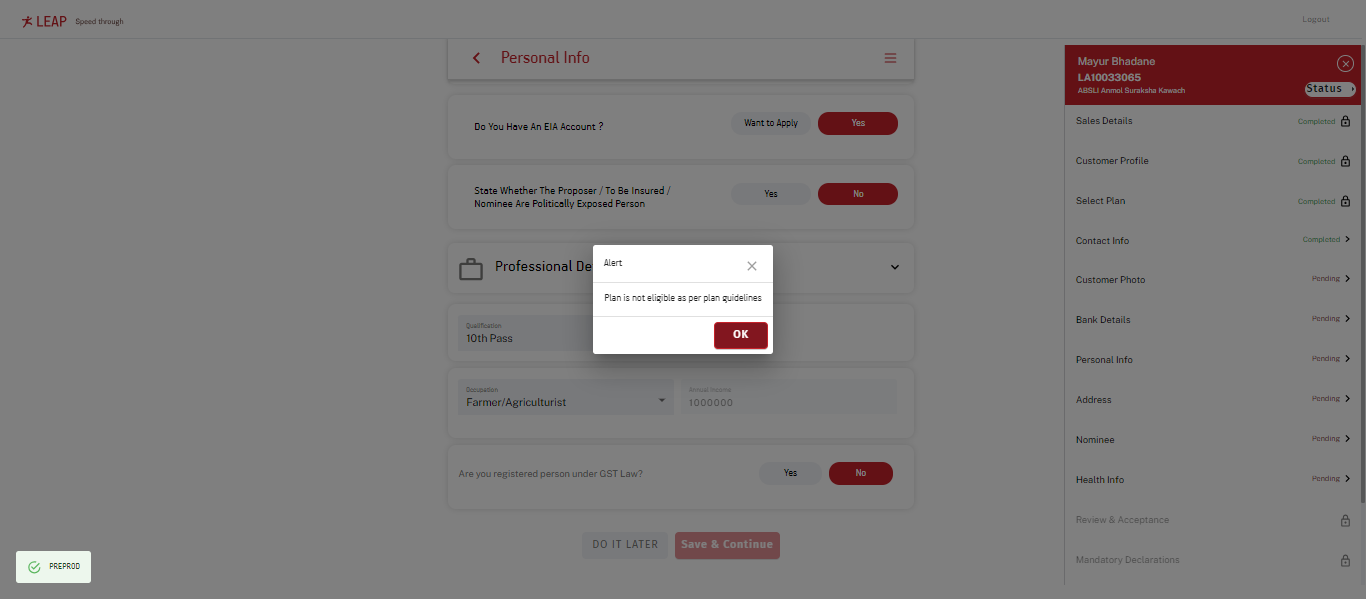 LEAP Speed through
Logout
Personal Info
Do You Have An EIA Account ?
Want to Apply
Yes
State Whether The Proposer / To Be Insured /
Nominee Are Politically Exposed Person
Yes
No
Professional De
Alert
Plan is not eligible as per plan guidelines
OK
Qualification
10th Pass
Occupation
Farmer/Agriculturist
Annual Income
1000000
Are you registered person under GST Law?
Yes
No
DO IT LATER
Save & Continue
PREPROD
Mayur Bhadane
LA10033065
ABSLI Anmol Suraksha Kawach
Status
Sales Details Completed
Customer Profile Completed
Select Plan Completed
Contact Info Completed
Customer Photo Pending
Bank Details Pending
Personal Info Pending
Address Pending
Nominee Pending
Health Info Pending
Review & Acceptance
Mandatory Declarations